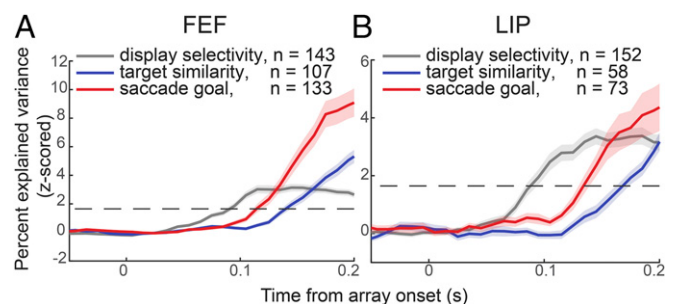 A FEF
display selectivity, n = 143
target similarity, n = 107
saccade goal, n = 133
Percent explained variance
(z-scored)
12
10
8
6
4
2
0
-2
0 0.1 0.2
B LIP
display selectivity, n = 152
target similarity, n = 58
saccade goal, n = 73
6
4
2
0
0 0.1 0.2
Time from array onset (s)